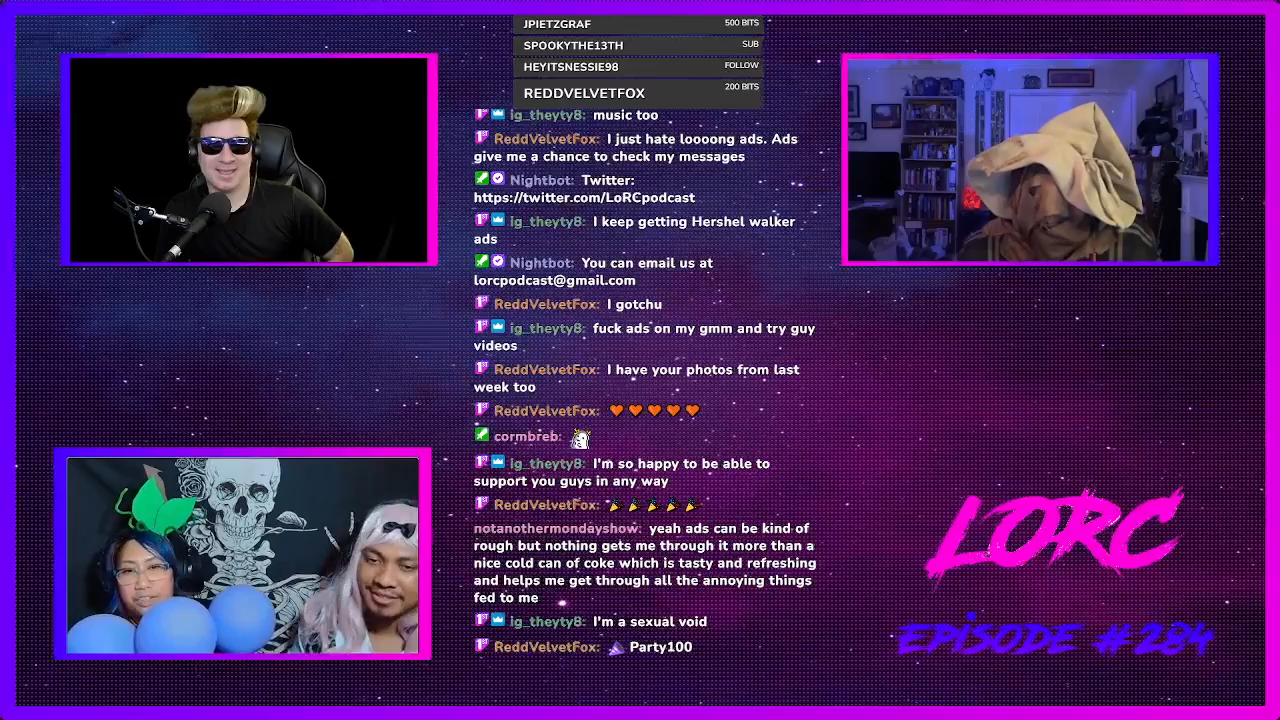 JPIETZGRAF 500 BITS
SPOOKYTHE13TH SUB
HEYITSNESSIE98 FOLLOW
REDDVELVETFOX 200 BITS
ig_theyty8: music too
ReddVelvetFox: I just hate loooong ads. Ads
give me a chance to check my messages
Nightbot: Twitter:
https://twitter.com/LoRCpodcast
ig_theyty8: I keep getting Hershel walker
ads
Nightbot: You can email us at
lorcpodcast@gmail.com
ReddVelvetFox: I gotchu
ig_theyty8: fuck ads on my gmm and try guy
videos
ReddVelvetFox: I have your photos from last
week too
ReddVelvetFox: 🧡 🧡 🧡 🧡 🧡
cormbreb:
ig_theyty8: I'm so happy to be able to
support you guys in any way
ReddVelvetFox: 🎉 🎉 🎉 🎉 🎉
notanothermondayshow: yeah ads can be kind of
rough but nothing gets me through it more than a
nice cold can of coke which is tasty and refreshing
and helps me get through all the annoying things
fed to me
ig_theyty8: I'm a sexual void
ReddVelvetFox: Party100
LORC
EPISODE #284